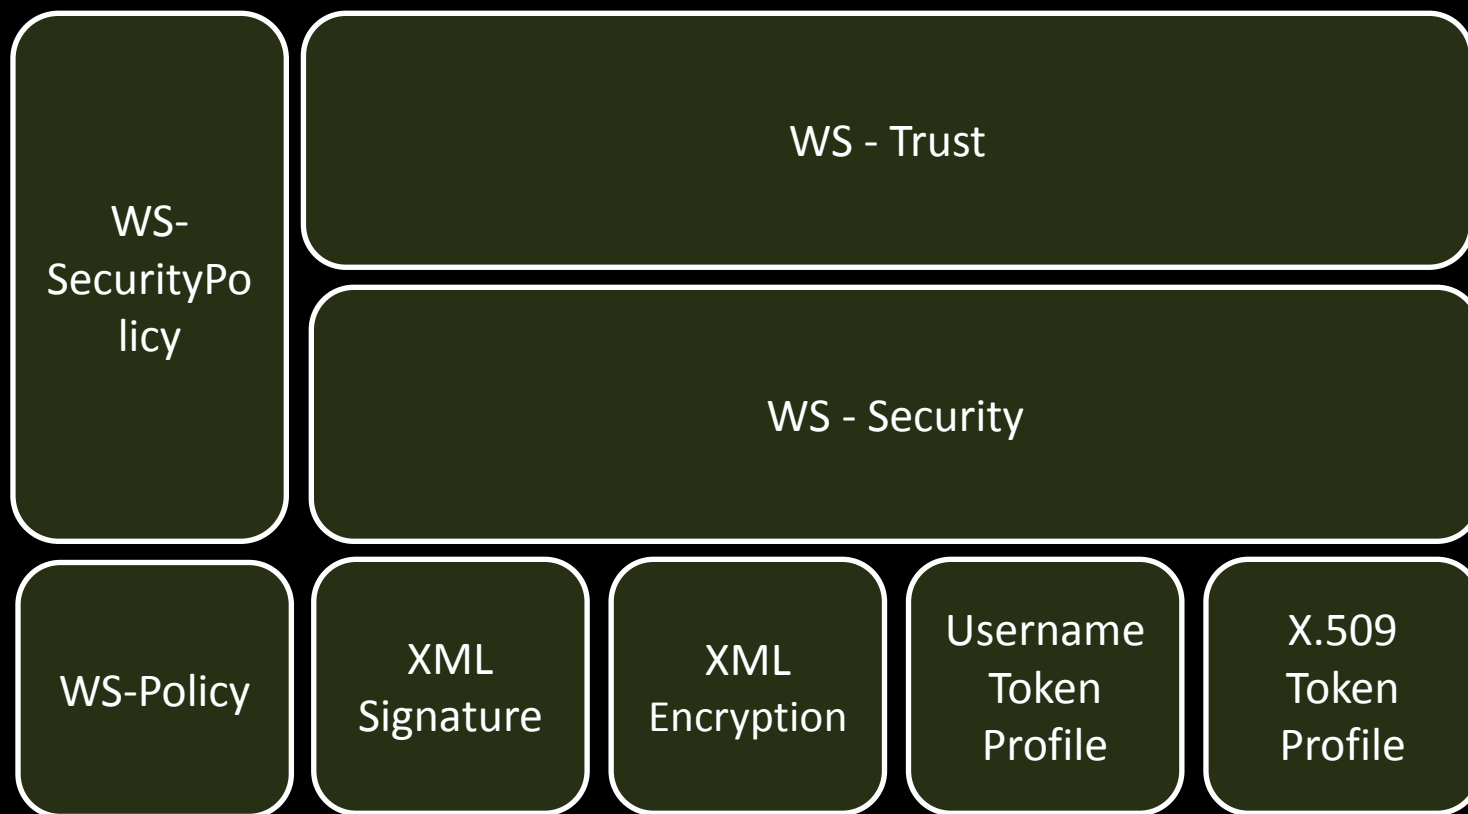 WS-
SecurityPo
licy
WS - Trust
WS - Security
WS-Policy
XML
Signature
XML
Encryption
Username
Token
Profile
X.509
Token
Profile